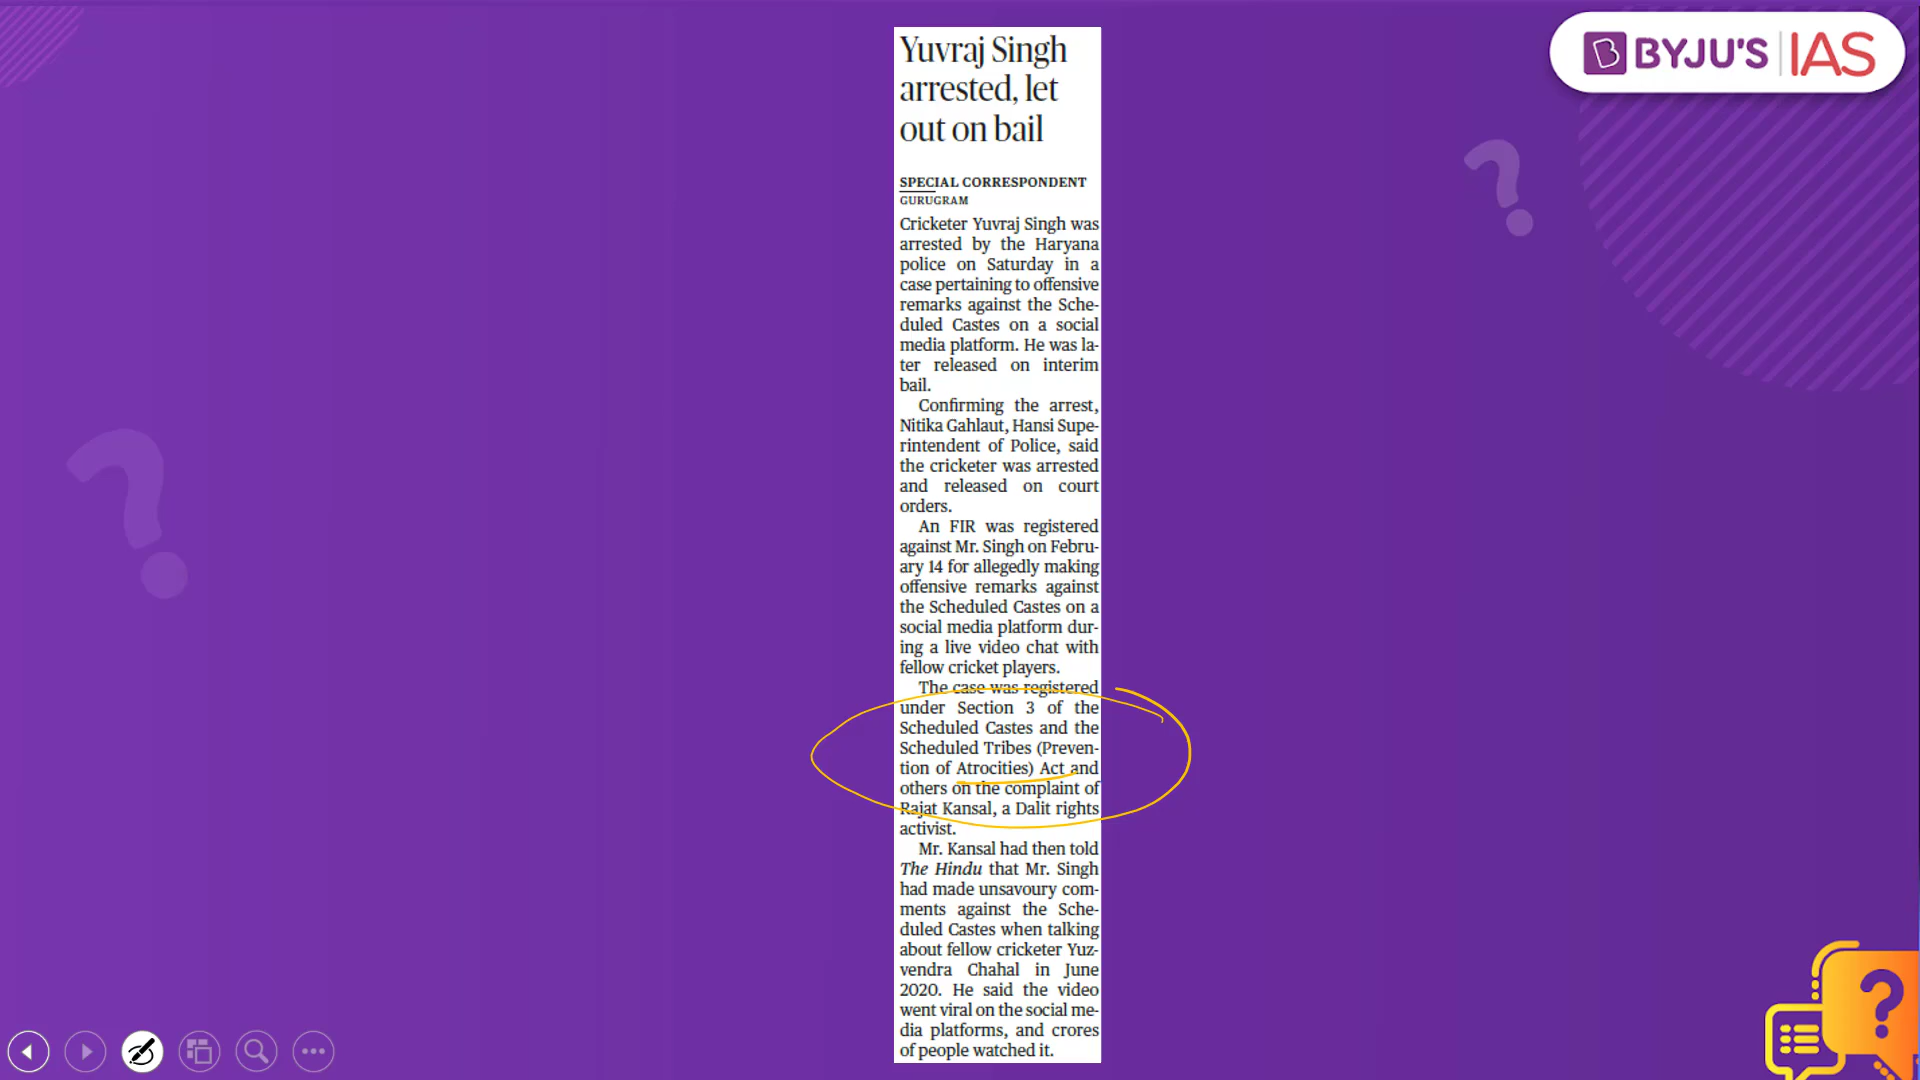 Yuvraj Singh
arrested, let
out on bail
SPECIAL CORRESPONDENT
GURUGRAM
Cricketer Yuvraj Singh was
arrested by the Haryana
police on Saturday in a
case pertaining to offensive
remarks against the Sche-
duled Castes on a social
media platform. He was la-
ter released on interim
bail.
Confirming the arrest,
Nitika Gahlaut, Hansi Supe-
rintendent of Police, said
the cricketer was arrested
and released on court
orders.
An FIR was registered
against Mr. Singh on Febru-
ary 14 for allegedly making
offensive remarks against
the Scheduled Castes on a
social media platform dur-
ing a live video chat with
fellow cricket players.
The case was registered
under Section 3 of the
Scheduled Castes and the
Scheduled Tribes (Preven-
tion of Atrocities) Act and
others on the complaint of
Rajat Kansal, a Dalit rights
activist.
Mr. Kansal had then told
The Hindu that Mr. Singh
had made unsavoury com-
ments against the Sche-
duled Castes when talking
about fellow cricketer Yuz-
vendra Chahal in June
2020. He said the video
went viral on the social me-
dia platforms, and crores
of people watched it.
BYJU'S IAS